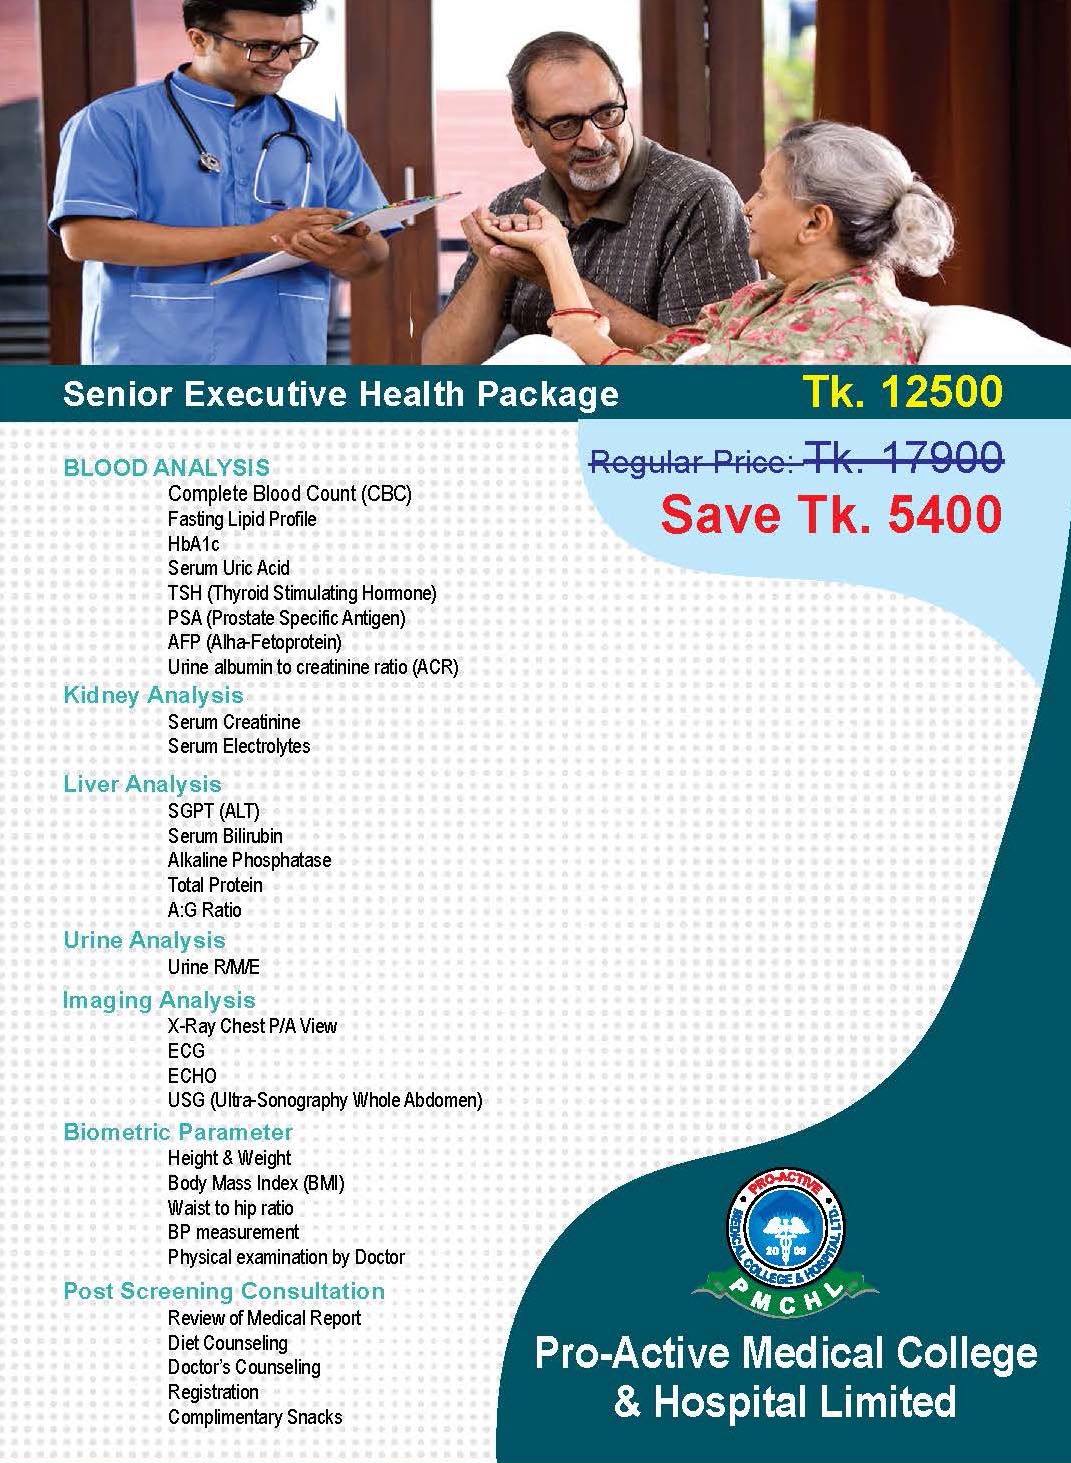 Senior Executive Health Package
Tk. 12500
Regular Price: Tk. 17900
Save Tk. 5400
BLOOD ANALYSIS
Complete Blood Count (CBC)
Fasting Lipid Profile
HbA1c
Serum Uric Acid
TSH (Thyroid Stimulating Hormone)
PSA (Prostate Specific Antigen)
AFP (Alha-Fetoprotein)
Urine albumin to creatinine ratio (ACR)
Kidney Analysis
Serum Creatinine
Serum Electrolytes
Liver Analysis
SGPT (ALT)
Serum Bilirubin
Alkaline Phosphatase
Total Protein
A:G Ratio
Urine Analysis
Urine R/M/E
Imaging Analysis
X-Ray Chest P/A View
ECG
ECHO
USG (Ultra-Sonography Whole Abdomen)
Biometric Parameter
Height & Weight
Body Mass Index (BMI)
Waist to hip ratio
BP measurement
Physical examination by Doctor
Post Screening Consultation
Review of Medical Report
Diet Counseling
Doctor's Counseling
Registration
Complimentary Snacks
PRO-ACTIVE
MEDICAL COLLEGE & HOSPITAL LTD.
20 09
PMCHL
Pro-Active Medical College
& Hospital Limited